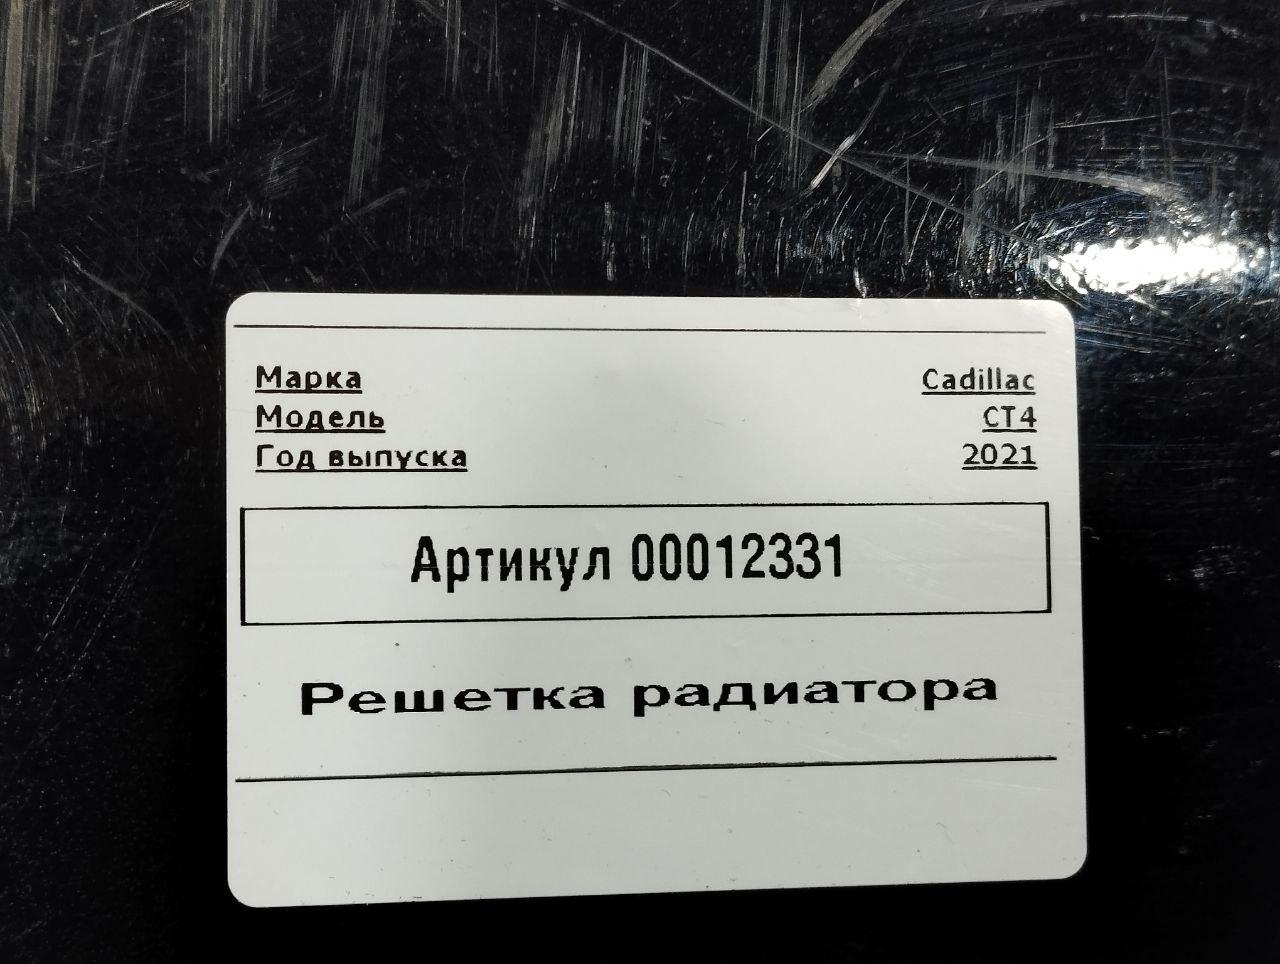 Марка Cadillac
Модель CT4
Год выпуска 2021
Артикул 00012331
Решетка радиатора